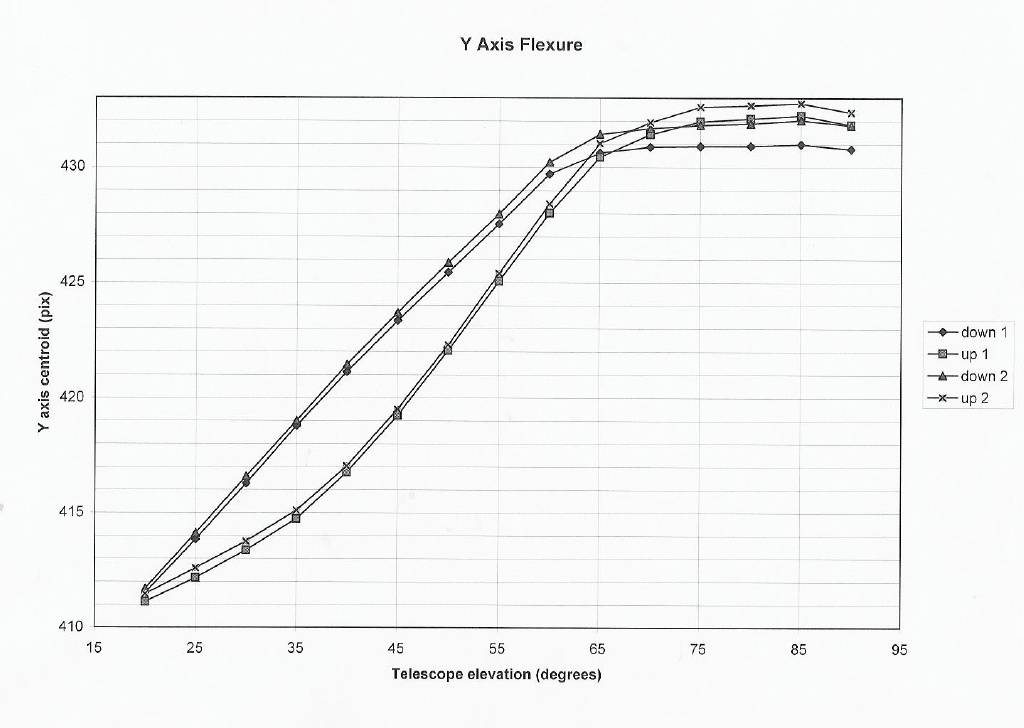 Y Axis Flexure
430
425
420
415
410
Y axis centroid (pix)
15 25 35 45 55 65 75 85 95
Telescope elevation (degrees)
down 1
up 1
down 2
up 2